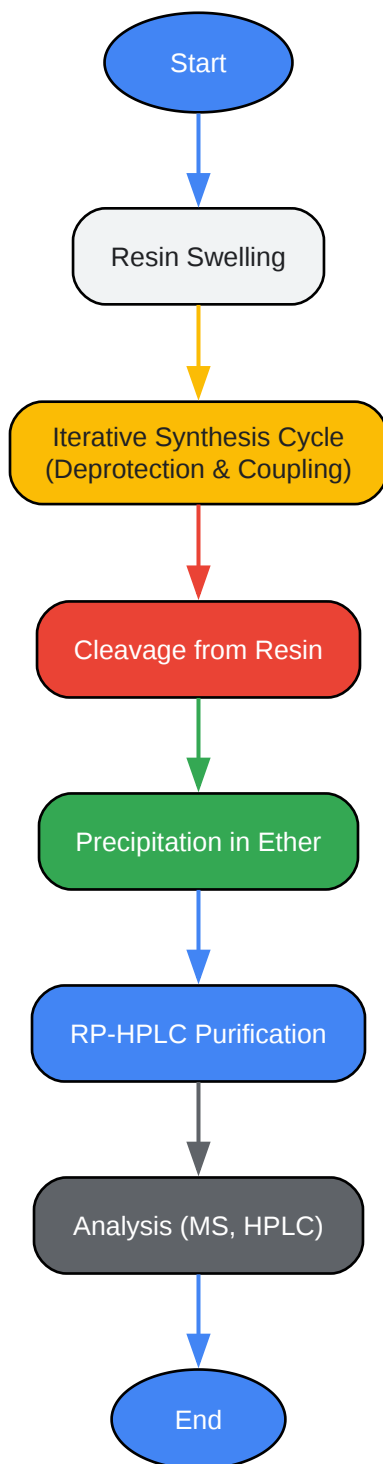 Start
Resin Swelling
Iterative Synthesis Cycle
(Deprotection & Coupling)
Cleavage from Resin
Precipitation in Ether
RP-HPLC Purification
Analysis (MS, HPLC)
End